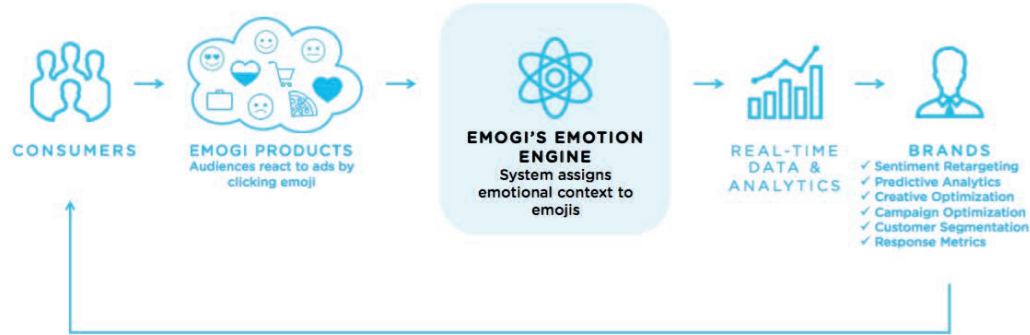 CONSUMERS
EMOGI PRODUCTS
Audiences react to ads by
clicking emoji
EMOGI'S EMOTION
ENGINE
System assigns
emotional context to
emojis
REAL-TIME
DATA &
ANALYTICS
BRANDS
✓ Sentiment Retargeting
✓ Predictive Analytics
✓ Creative Optimization
✓ Campaign Optimization
✓ Customer Segmentation
✓ Response Metrics